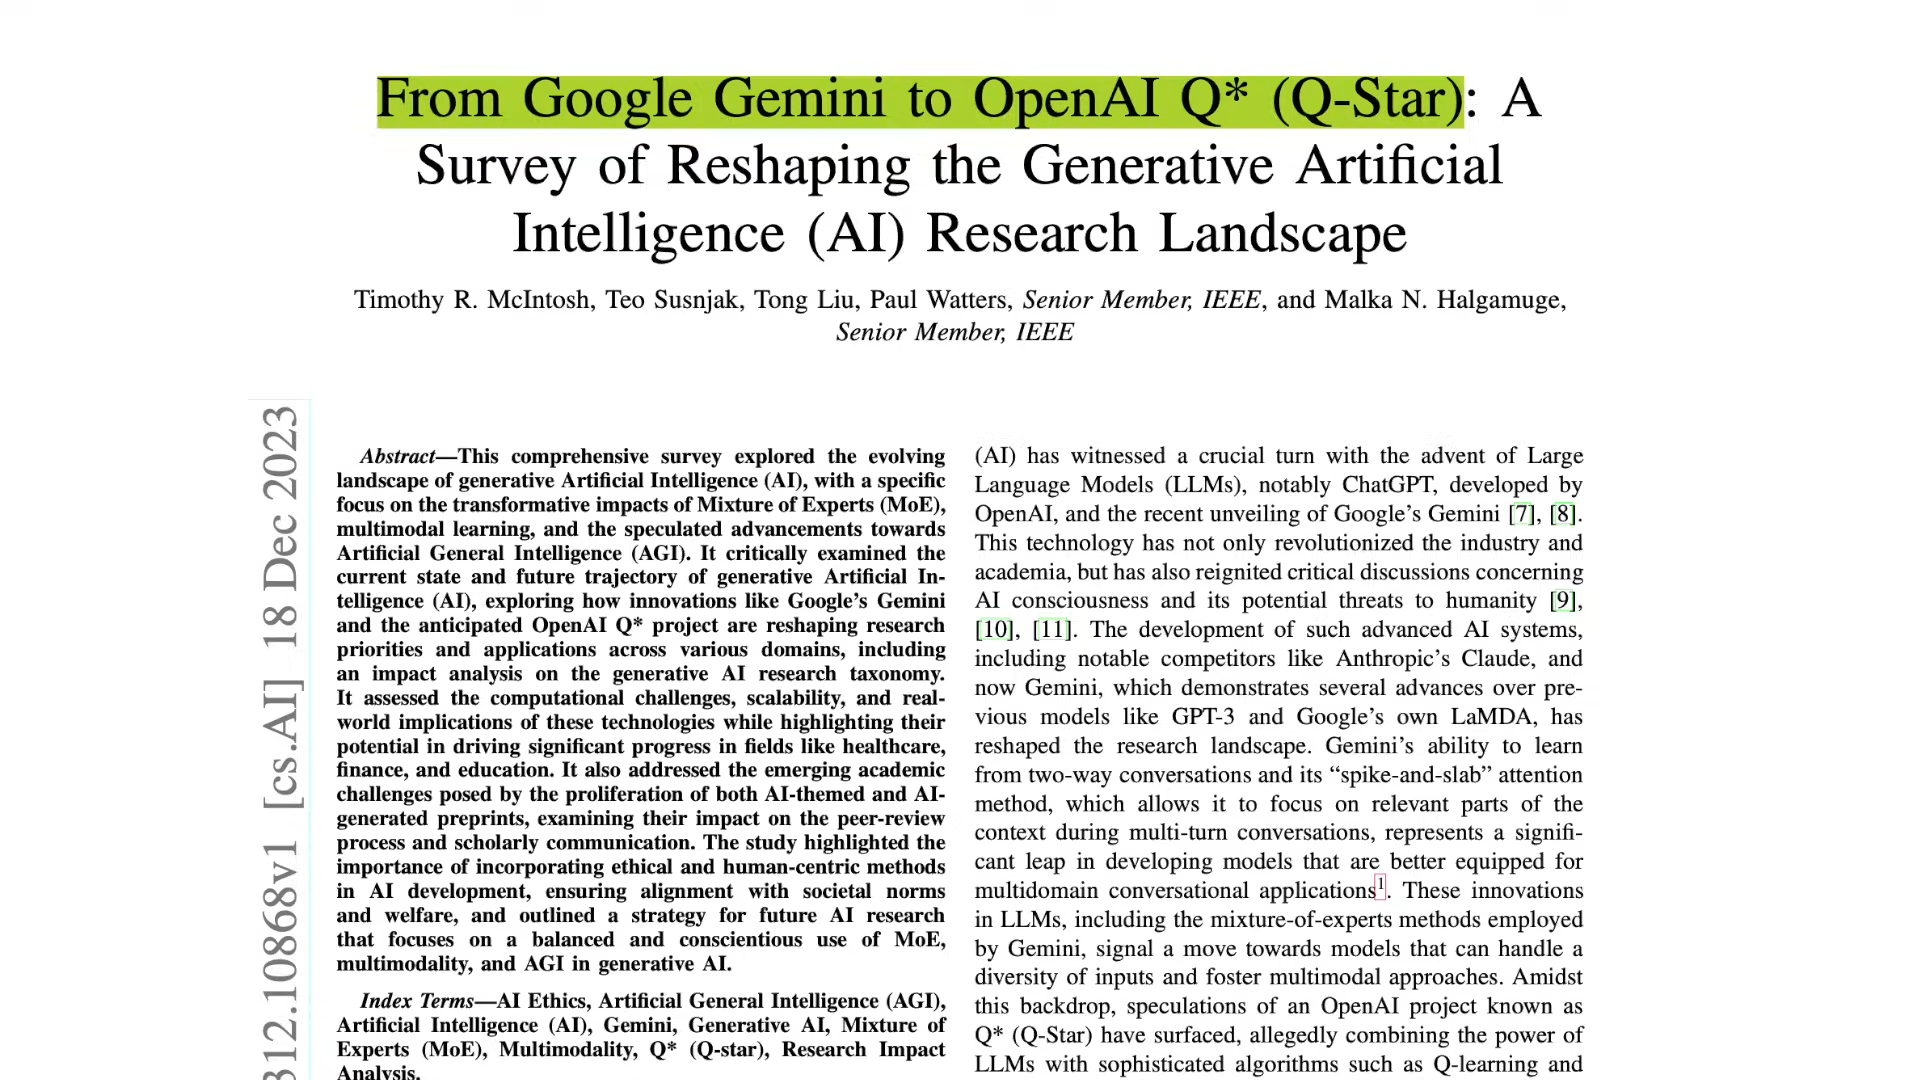 From Google Gemini to OpenAI Q* (Q-Star): A
Survey of Reshaping the Generative Artificial
Intelligence (AI) Research Landscape
Timothy R. McIntosh, Teo Susnjak, Tong Liu, Paul Watters, Senior Member, IEEE, and Malka N. Halgamuge,
Senior Member, IEEE
312.10868v1 [cs.AI] 18 Dec 2023
Abstract—This comprehensive survey explored the evolving
landscape of generative Artificial Intelligence (AI), with a specific
focus on the transformative impacts of Mixture of Experts (MoE),
multimodal learning, and the speculated advancements towards
Artificial General Intelligence (AGI). It critically examined the
current state and future trajectory of generative Artificial In-
telligence (AI), exploring how innovations like Google's Gemini
and the anticipated OpenAI Q* project are reshaping research
priorities and applications across various domains, including
an impact analysis on the generative AI research taxonomy.
It assessed the computational challenges, scalability, and real-
world implications of these technologies while highlighting their
potential in driving significant progress in fields like healthcare,
finance, and education. It also addressed the emerging academic
challenges posed by the proliferation of both AI-themed and AI-
generated preprints, examining their impact on the peer-review
process and scholarly communication. The study highlighted the
importance of incorporating ethical and human-centric methods
in AI development, ensuring alignment with societal norms
and welfare, and outlined a strategy for future AI research
that focuses on a balanced and conscientious use of MoE,
multimodality, and AGI in generative AI.
Index Terms—AI Ethics, Artificial General Intelligence (AGI),
Artificial Intelligence (AI), Gemini, Generative AI, Mixture of
Experts (MoE), Multimodality, Q* (Q-star), Research Impact
Analysis.
(AI) has witnessed a crucial turn with the advent of Large
Language Models (LLMs), notably ChatGPT, developed by
OpenAI, and the recent unveiling of Google's Gemini [7], [8].
This technology has not only revolutionized the industry and
academia, but has also reignited critical discussions concerning
AI consciousness and its potential threats to humanity [9],
[10], [11]. The development of such advanced AI systems,
including notable competitors like Anthropic's Claude, and
now Gemini, which demonstrates several advances over pre-
vious models like GPT-3 and Google's own LaMDA, has
reshaped the research landscape. Gemini's ability to learn
from two-way conversations and its “spike-and-slab” attention
method, which allows it to focus on relevant parts of the
context during multi-turn conversations, represents a signifi-
cant leap in developing models that are better equipped for
multidomain conversational applications1. These innovations
in LLMs, including the mixture-of-experts methods employed
by Gemini, signal a move towards models that can handle a
diversity of inputs and foster multimodal approaches. Amidst
this backdrop, speculations of an OpenAI project known as
Q* (Q-Star) have surfaced, allegedly combining the power of
LLMs with sophisticated algorithms such as Q-learning and